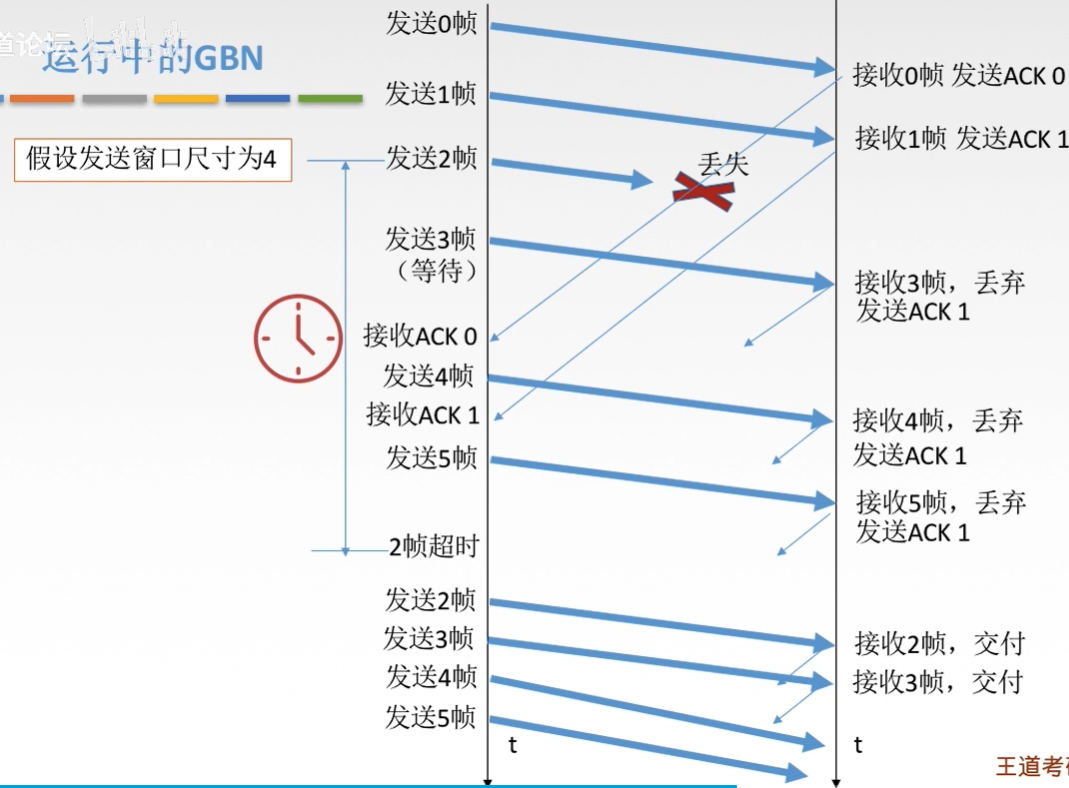 道论坛
运行中的GBN
假设发送窗口尺寸为4
发送0帧
发送1帧
发送2帧
发送3帧
（等待）
接收ACK 0
发送4帧
接收ACK 1
发送5帧
2帧超时
发送2帧
发送3帧
发送4帧
发送5帧
t
丢失
接收0帧 发送ACK 0
接收1帧 发送ACK 1
接收3帧，丢弃
发送ACK 1
接收4帧，丢弃
发送ACK 1
接收5帧，丢弃
发送ACK 1
接收2帧，交付
接收3帧，交付
t
王道考